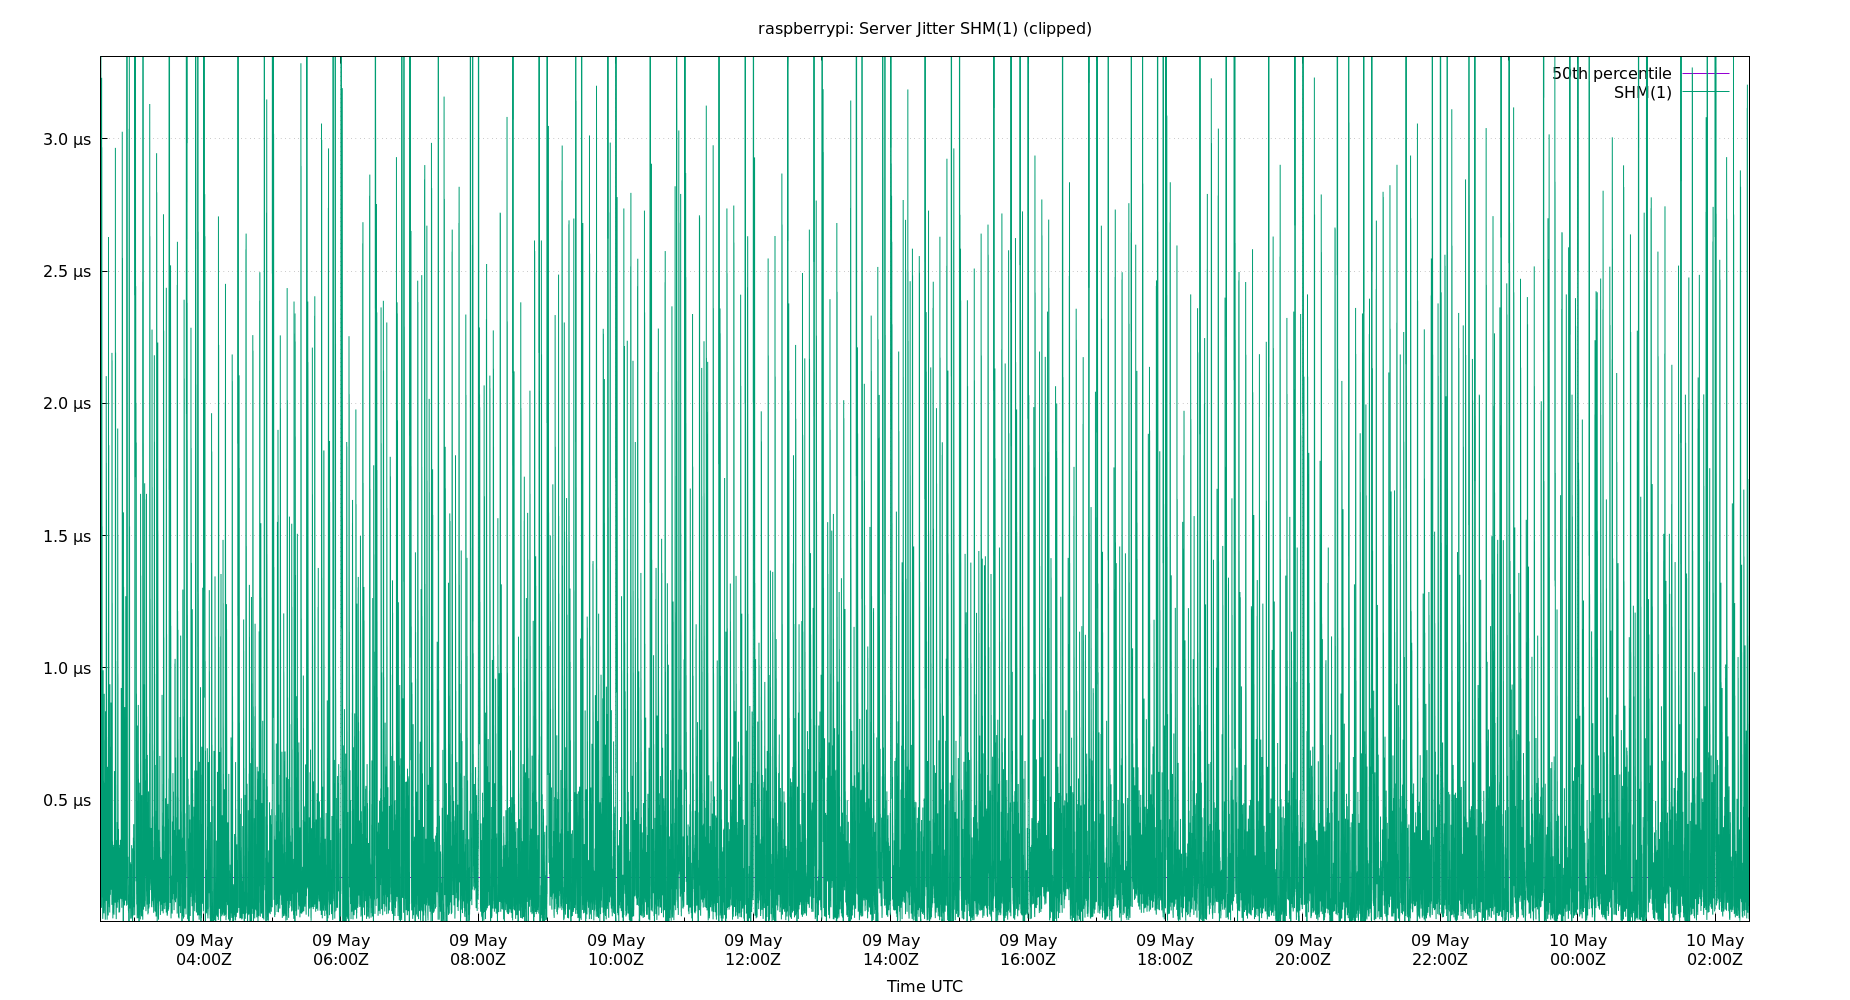 raspberrypi: Server Jitter SHM(1) (clipped)
50th percentile
SHM(1)
3.0 µs
2.5 µs
2.0 µs
1.5 µs
1.0 µs
0.5 µs
09 May 09 May 09 May 09 May 09 May 09 May 09 May 09 May 09 May 09 May 10 May 10 May
04:00Z 06:00Z 08:00Z 10:00Z 12:00Z 14:00Z 16:00Z 18:00Z 20:00Z 22:00Z 00:00Z 02:00Z
Time UTC